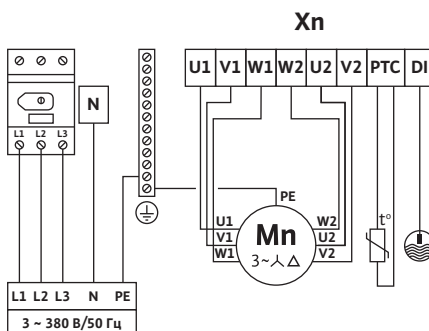 Xn
U1 V1 W1 W2 U2 V2 PTC DI
N
L1 L2 L3
PE
t°
U1 W2
V1 Mn U2
W1 3~⅄ △ V2
L1 L2 L3 N PE
3 ~ 380 В/50 Гц